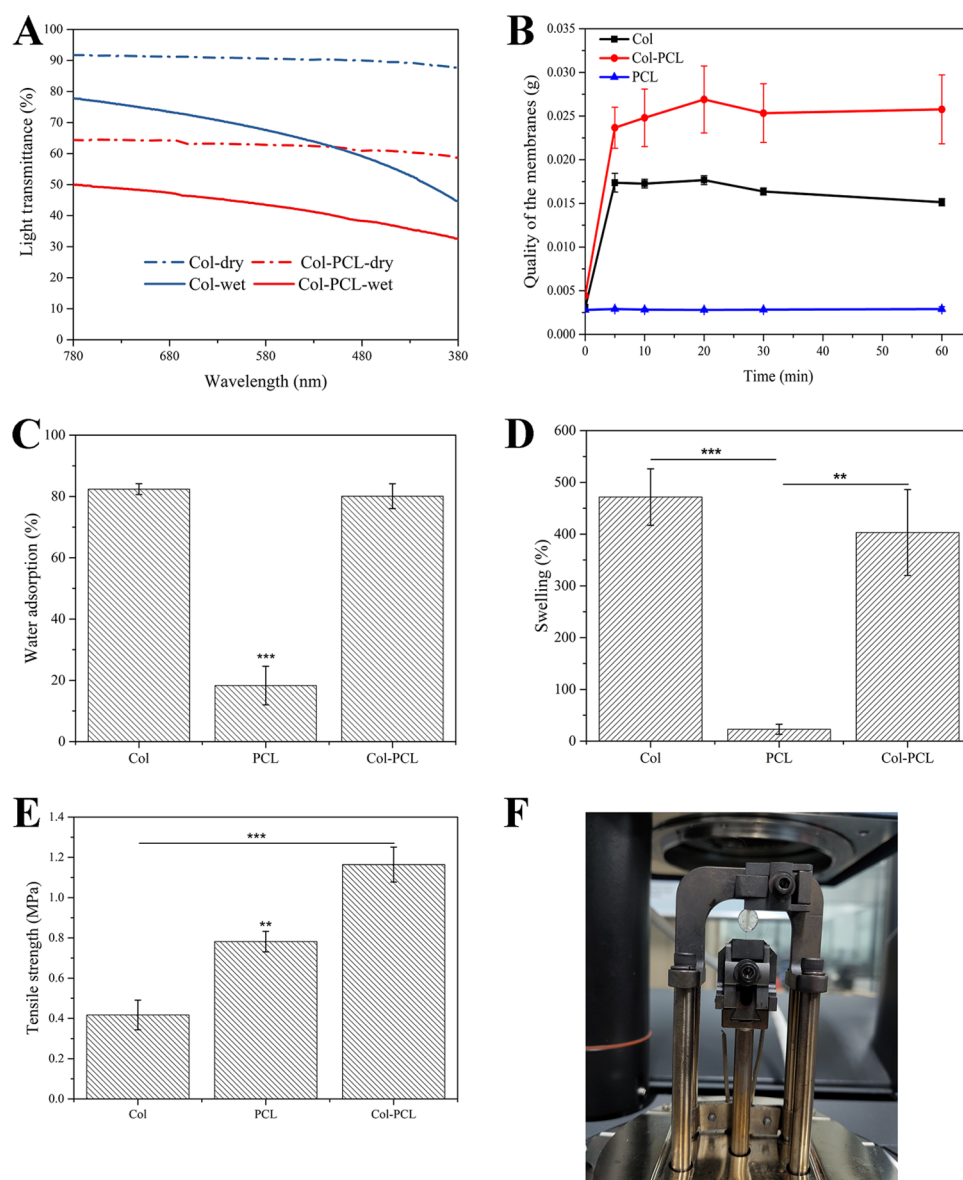 A
Light transmittance (%)
100
90
80
70
60
50
40
30
20
10
0
Col-dry
Col-PCL-dry
Col-wet
Col-PCL-wet
780
680
580
480
380
Wavelength (nm)
B
Quality of the membranes (g)
0.035
0.030
0.025
0.020
0.015
0.010
0.005
0.000
Col
Col-PCL
PCL
0
10
20
30
40
50
60
Time (min)
C
Water adsorption (%)
100
80
60
40
20
0
***
Col
PCL
Col-PCL
D
Swelling (%)
600
500
400
300
200
100
0
***
**
Col
PCL
Col-PCL
E
Tensile strength (MPa)
1.4
1.2
1.0
0.8
0.6
0.4
0.2
0.0
***
**
Col
PCL
Col-PCL
F